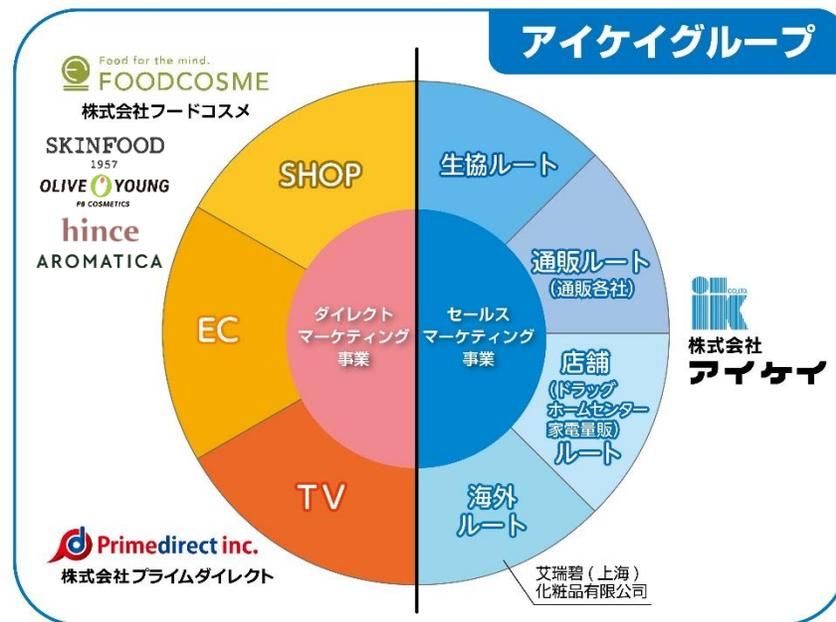 アイケイグループ
Food for the mind.
FOODCOSME
株式会社フードコスメ
SKINFOOD
1957
OLIVE YOUNG
PB COSMETICS
hince
AROMATICA
SHOP
EC
TV
ダイレクト
マーケティング
事業
セールス
マーケティング
事業
生協ルート
通販ルート
(通販各社)
店舗
(ドラッグ
ホームセンター
家電量販)
ルート
海外
ルート
ik
CO.,LTD.
株式会社
アイケイ
Primedirect inc.
株式会社プライムダイレクト
艾瑞碧(上海)
化粧品有限公司